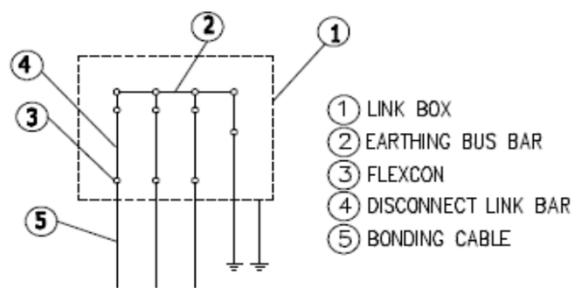 2
1
4
3
5
1 LINK BOX
2 EARTHING BUS BAR
3 FLEXCON
4 DISCONNECT LINK BAR
5 BONDING CABLE